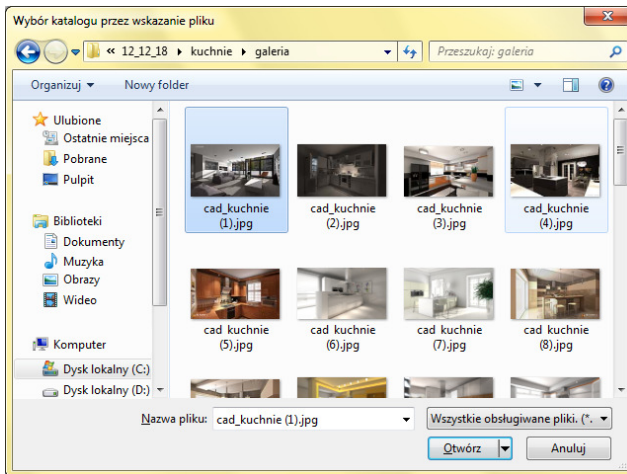 Wybór katalogu przez wskazanie pliku
« 12_12_18 kuchnie galeria
Przeszukaj: galeria
Organizuj Nowy folder
Ulubione
Ostatnie miejsca
Pobrane
Pulpit
Biblioteki
Dokumenty
Muzyka
Obrazy
Wideo
Komputer
Dysk lokalny (C:)
Dysk lokalny (D:)
cad_kuchnie
(1).jpg
cad_kuchnie
(2).jpg
cad_kuchnie
(3).jpg
cad_kuchnie
(4).jpg
cad_kuchnie
(5).jpg
cad_kuchnie
(6).jpg
cad_kuchnie
(7).jpg
cad_kuchnie
(8).jpg
Nazwa pliku: cad_kuchnie (1).jpg
Wszystkie obsługiwane pliki. (*.
Otwórz Anuluj